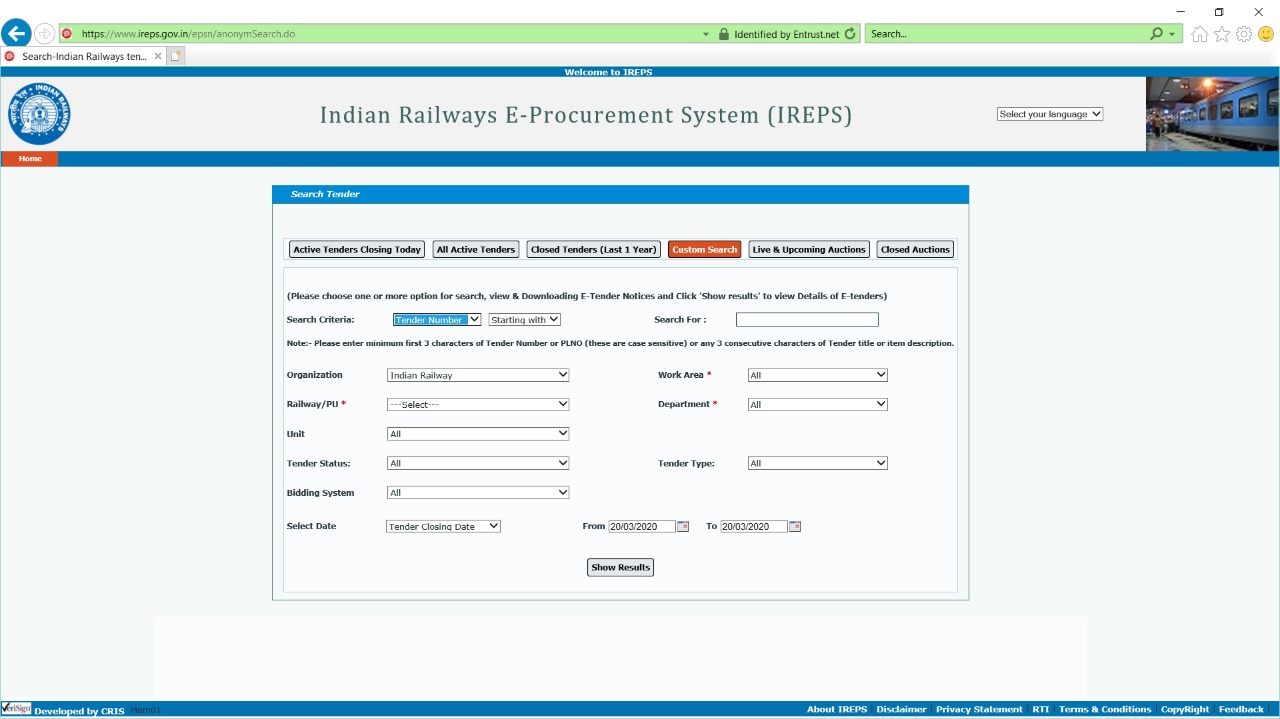 https://www.ireps.gov.in/epsn/anonymSearch.do Identified by Entrust.net Search...
Search-Indian Railways ten...
Welcome to IREPS
Indian Railways E-Procurement System (IREPS) Select your language
Home
Search Tender
Active Tenders Closing Today All Active Tenders Closed Tenders (Last 1 Year) Custom Search Live & Upcoming Auctions Closed Auctions
(Please choose one or more option for search, view & Downloading E-Tender Notices and Click 'Show results' to view Details of E-tenders)
Search Criteria: Tender Number Starting with Search For :
Note:- Please enter minimum first 3 characters of Tender Number or PLNO (these are case sensitive) or any 3 consecutive characters of Tender title or item description.
Organization Indian Railway Work Area * All
Railway/PU * ---Select--- Department * All
Unit All
Tender Status: All Tender Type: All
Bidding System All
Select Date Tender Closing Date From 20/03/2020 To 20/03/2020
Show Results
VeriSign Developed by CRIS Mem01 About IREPS Disclaimer Privacy Statement RTI Terms & Conditions CopyRight Feedback